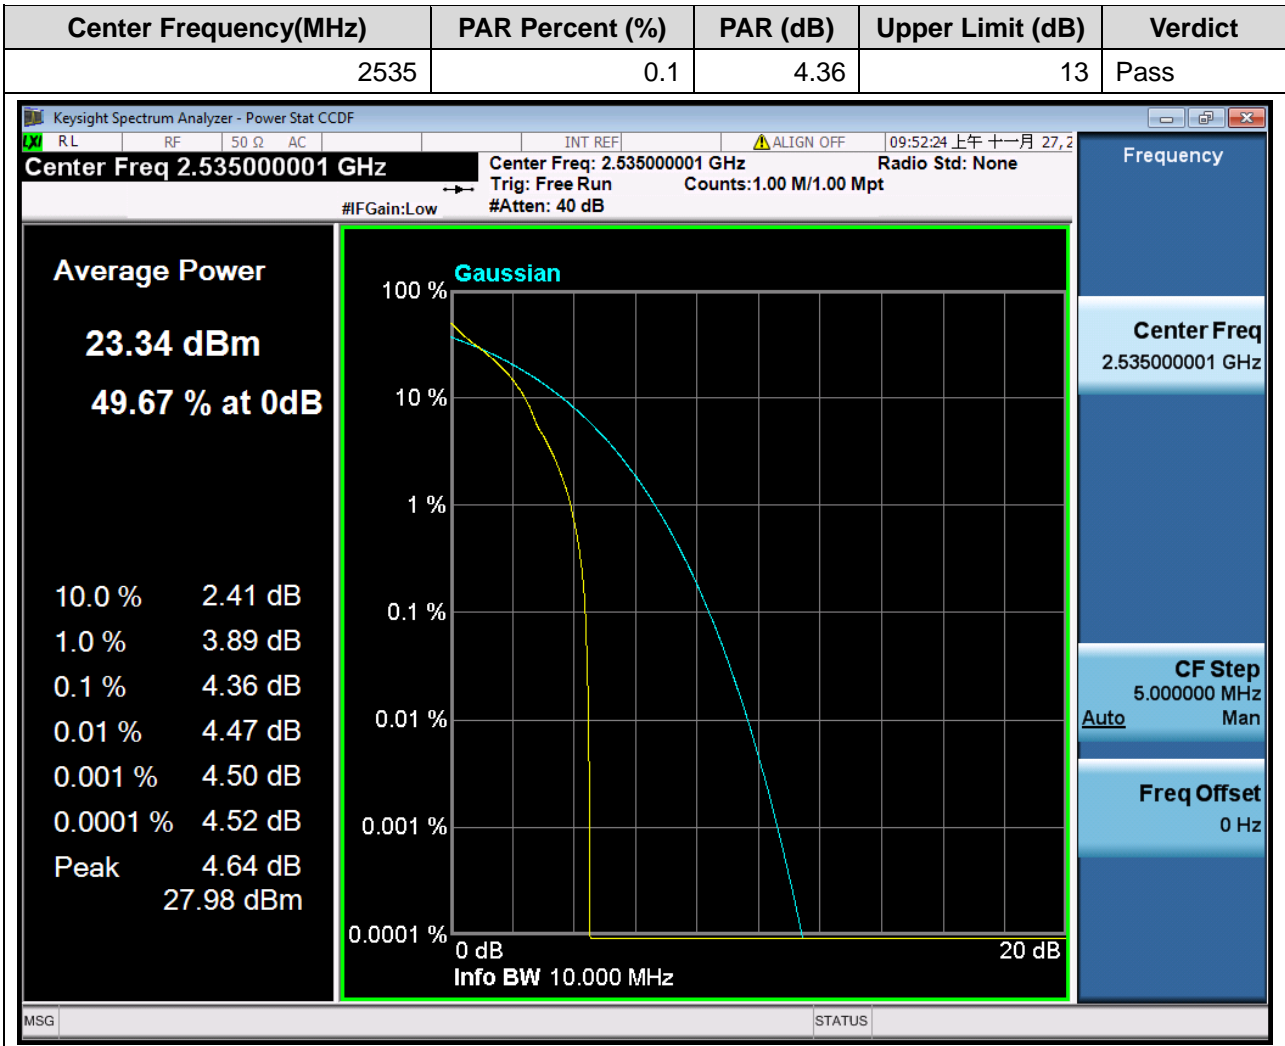 Center Frequency(MHz) PAR Percent (%) PAR (dB) Upper Limit (dB) Verdict
2535 0.1 4.36 13 Pass
Keysight Spectrum Analyzer - Power Stat CCDF
LXI RL RF 50 Ω AC INT REF ALIGN OFF 09:52:24 上午 十一月 27, 2
Center Freq 2.535000001 GHz
Center Freq: 2.535000001 GHz Radio Std: None
Trig: Free Run Counts:1.00 M/1.00 Mpt
#IFGain:Low #Atten: 40 dB
Frequency
Average Power
23.34 dBm
49.67 % at 0dB
10.0 % 2.41 dB
1.0 % 3.89 dB
0.1 % 4.36 dB
0.01 % 4.47 dB
0.001 % 4.50 dB
0.0001 % 4.52 dB
Peak 4.64 dB
27.98 dBm
Gaussian
100 %
10 %
1 %
0.1 %
0.01 %
0.001 %
0.0001 %
0 dB 20 dB
Info BW 10.000 MHz
Center Freq
2.535000001 GHz
CF Step
5.000000 MHz
Auto Man
Freq Offset
0 Hz
MSG STATUS